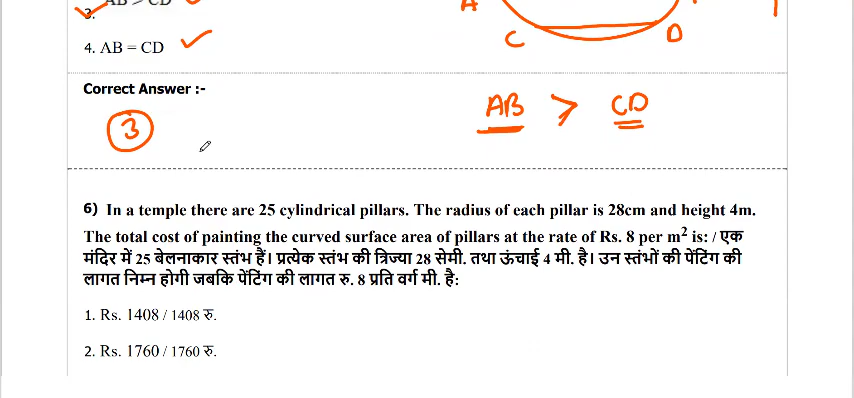 AB > CD
3.
A
C
D
4. AB = CD
Correct Answer :-
AB > CD
3
6) In a temple there are 25 cylindrical pillars. The radius of each pillar is 28cm and height 4m.
The total cost of painting the curved surface area of pillars at the rate of Rs. 8 per m² is: / एक
मंदिर में 25 बेलनाकार स्तंभ हैं। प्रत्येक स्तंभ की त्रिज्या 28 सेमी. तथा ऊंचाई 4 मी. है। उन स्तंभों की पेंटिंग की
लागत निम्न होगी जबकि पेंटिंग की लागत रु. 8 प्रति वर्ग मी. है:
1. Rs. 1408 / 1408 रु.
2. Rs. 1760 / 1760 रु.